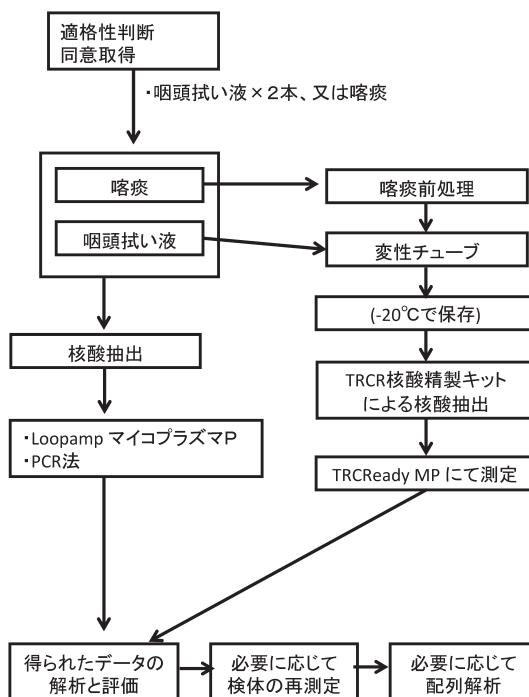 適格性判断
同意取得
・咽頭拭い液×2本、又は喀痰
喀痰
咽頭拭い液
喀痰前処理
変性チューブ
(-20℃で保存)
核酸抽出
TRCR核酸精製キット
による核酸抽出
・Loopamp マイコプラズマP
・PCR法
TRCReady MP にて測定
得られたデータの
解析と評価
必要に応じて
検体の再測定
必要に応じて
配列解析